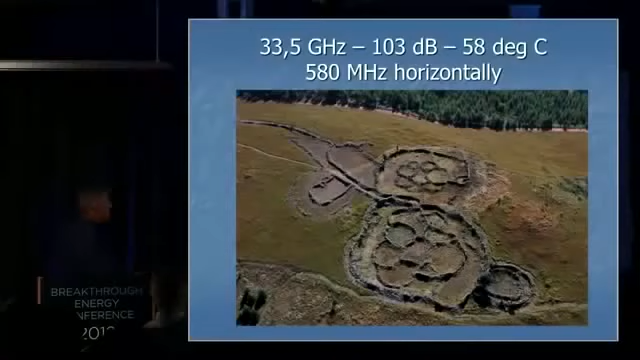 33,5 GHz – 103 dB – 58 deg C
580 MHz horizontally
BREAKTHROUGH
ENERGY
CONFERENCE